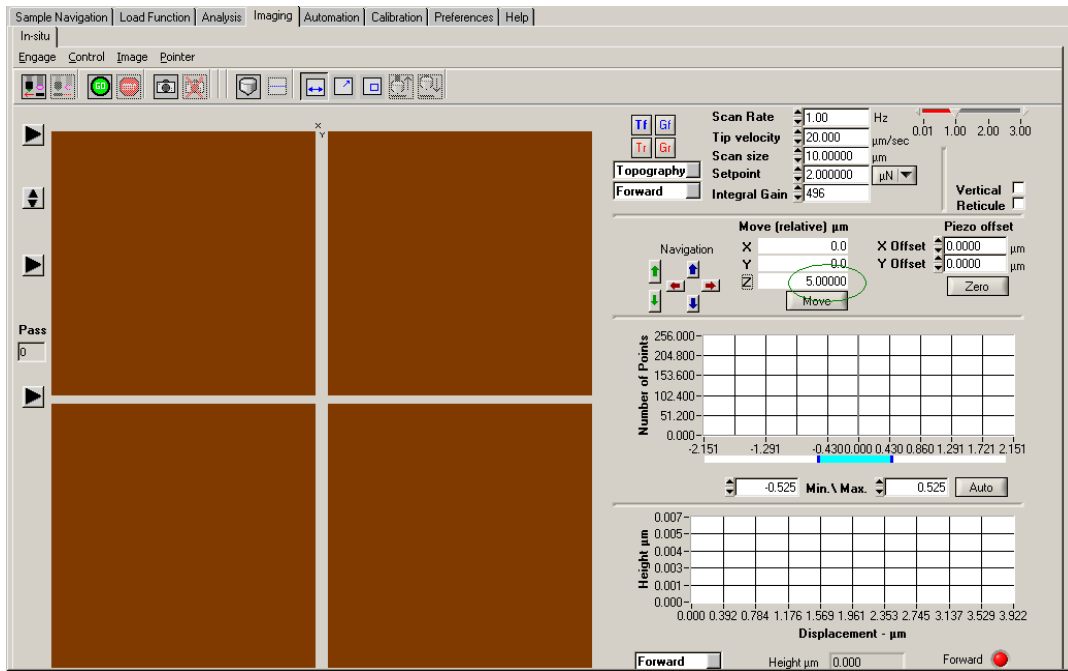 Sample Navigation Load Function Analysis Imaging Automation Calibration Preferences Help
In-situ
Engage Control Image Pointer
GO
X
Y
Pass
0
Tf Gf
Tr Gr
Topography
Forward
Scan Rate 1.00 Hz
Tip velocity 20.000 µm/sec
Scan size 10.00000 µm
Setpoint 2.000000 µN
Integral Gain 496
0.01 1.00 2.00 3.00
Vertical
Reticule
Move (relative) µm
Navigation
X 0.0
Y 0.0
Z 5.00000
Move
Piezo offset
X Offset 0.0000 µm
Y Offset 0.0000 µm
Zero
Number of Points
256.000
204.800
153.600
102.400
51.200
0.000
-2.151 -1.291 -0.430 0.000 0.430 0.860 1.291 1.721 2.151
-0.525 Min.\ Max. 0.525 Auto
Height µm
0.007
0.005
0.004
0.003
0.001
0.000
0.000 0.392 0.784 1.176 1.569 1.961 2.353 2.745 3.137 3.529 3.922
Displacement - µm
Forward Height µm 0.000 Forward